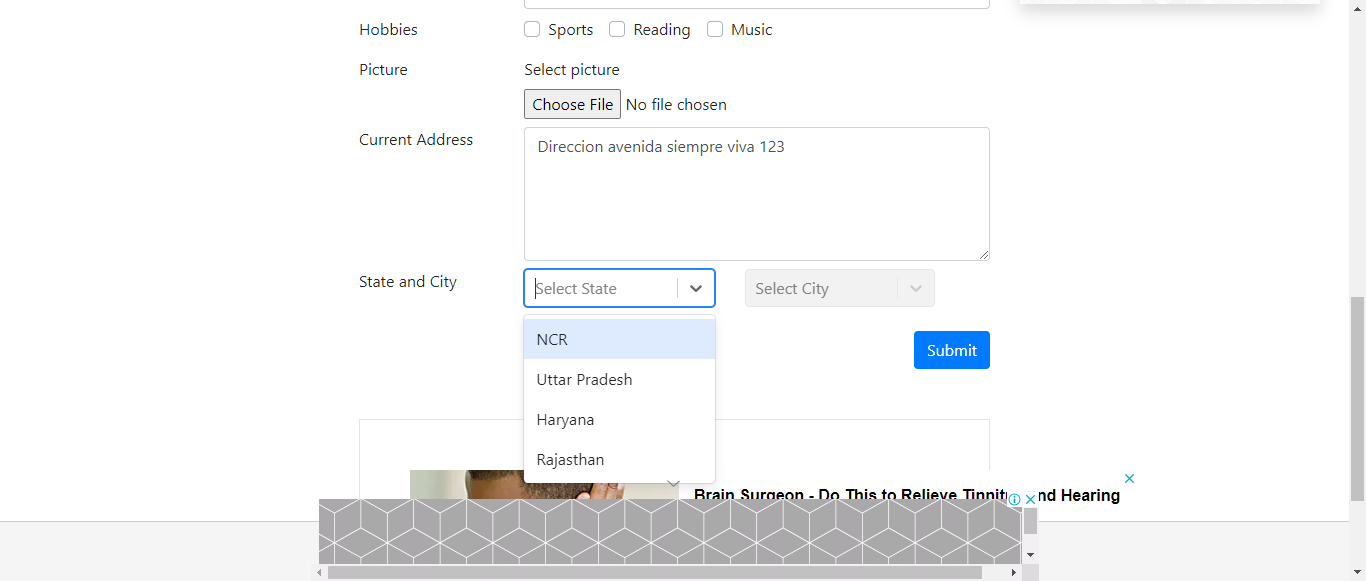 Hobbies Sports Reading Music
Picture Select picture
Choose File No file chosen
Current Address Direccion avenida siempre viva 123
State and City Select State Select City
NCR
Submit
Uttar Pradesh
Haryana
Rajasthan
Brain Surgeon - Do This to Relieve nd Hearing